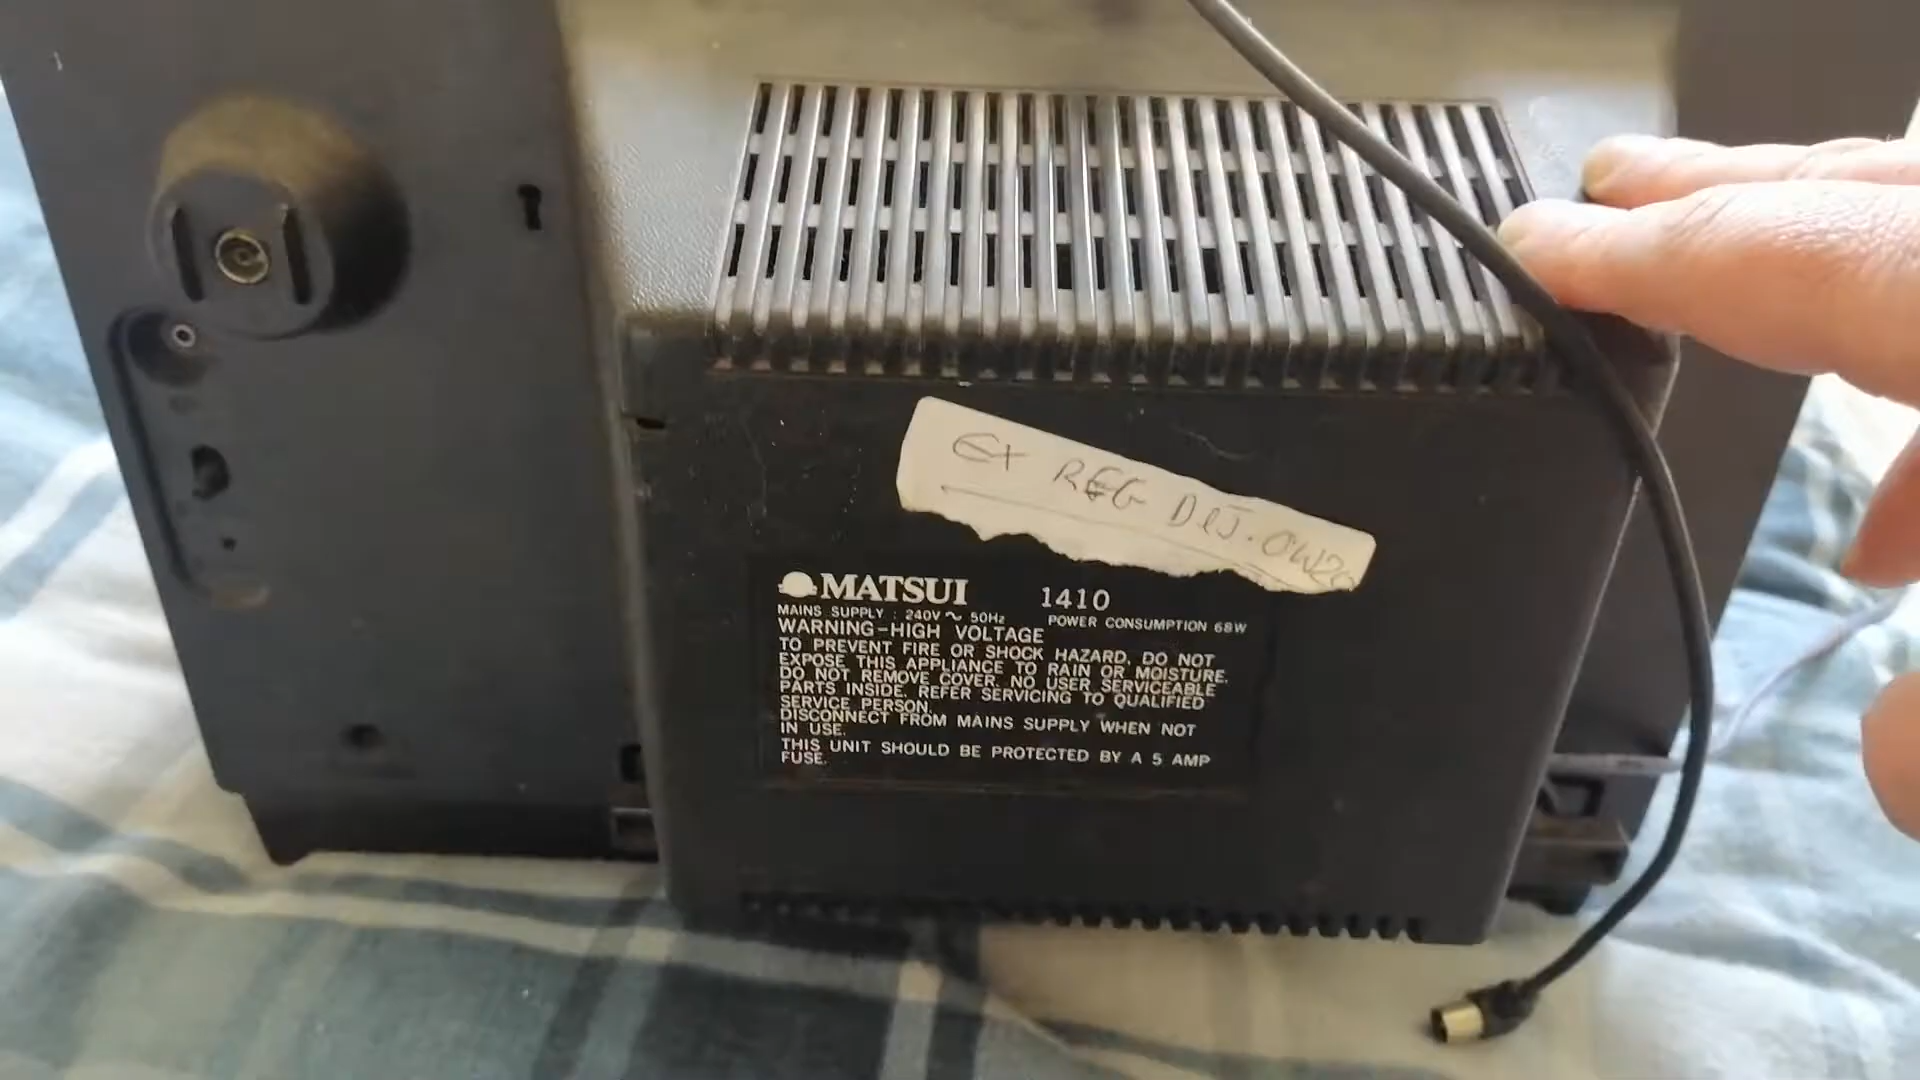 EX REG
MATSUI 1410
MAINS SUPPLY : 240V ~ 50Hz POWER CONSUMPTION 68W
WARNING-HIGH VOLTAGE
TO PREVENT FIRE OR SHOCK HAZARD, DO NOT
EXPOSE THIS APPLIANCE TO RAIN OR MOISTURE.
DO NOT REMOVE COVER. NO USER SERVICEABLE
PARTS INSIDE. REFER SERVICING TO QUALIFIED
SERVICE PERSON.
DISCONNECT FROM MAINS SUPPLY WHEN NOT
IN USE.
THIS UNIT SHOULD BE PROTECTED BY A 5 AMP
FUSE.